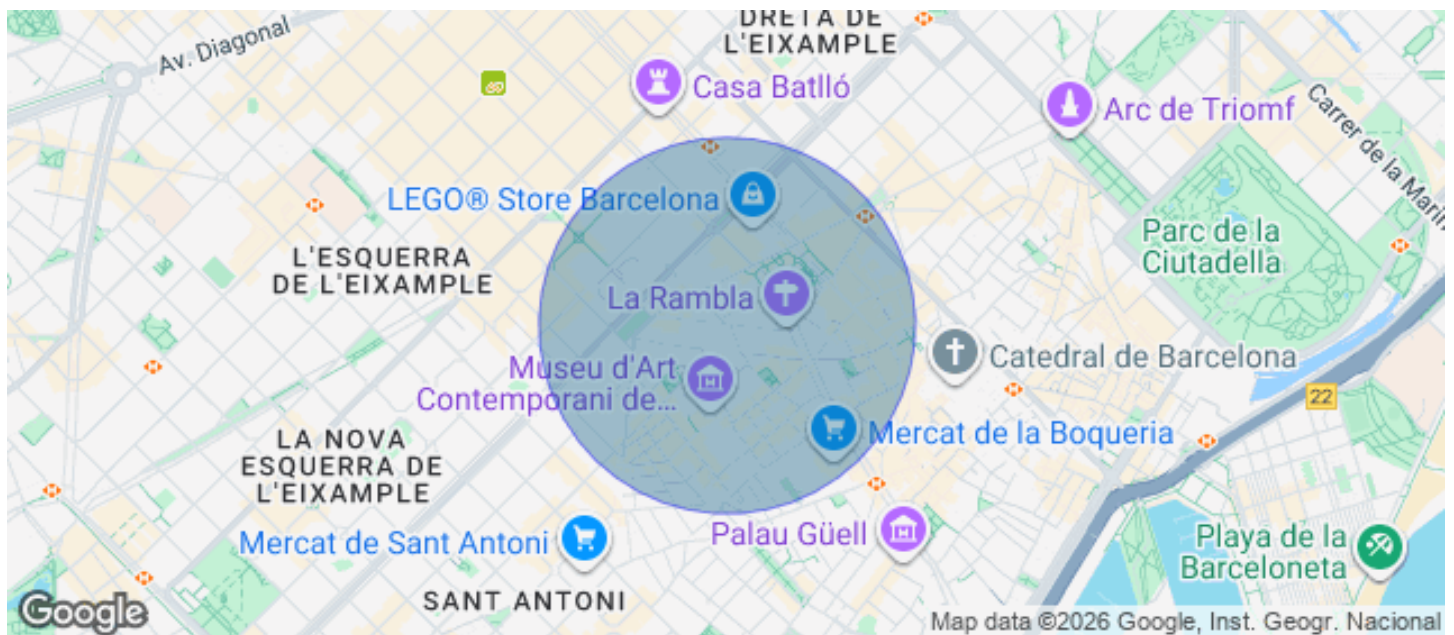 DRETA DE
L'EIXAMPLE
Av. Diagonal
Casa Batlló
Arc de Triomf
Carrer de la Marin
LEGO® Store Barcelona
L'ESQUERRA
DE L'EIXAMPLE
Parc de la
Ciutadella
La Rambla
Catedral de Barcelona
Museu d'Art
Contemporani de...
22
Mercat de la Boqueria
LA NOVA
ESQUERRA DE
L'EIXAMPLE
Mercat de Sant Antoni
Palau Güell
Playa de la
Barceloneta
SANT ANTONI
Google
Map data ©2026 Google, Inst. Geogr. Nacional